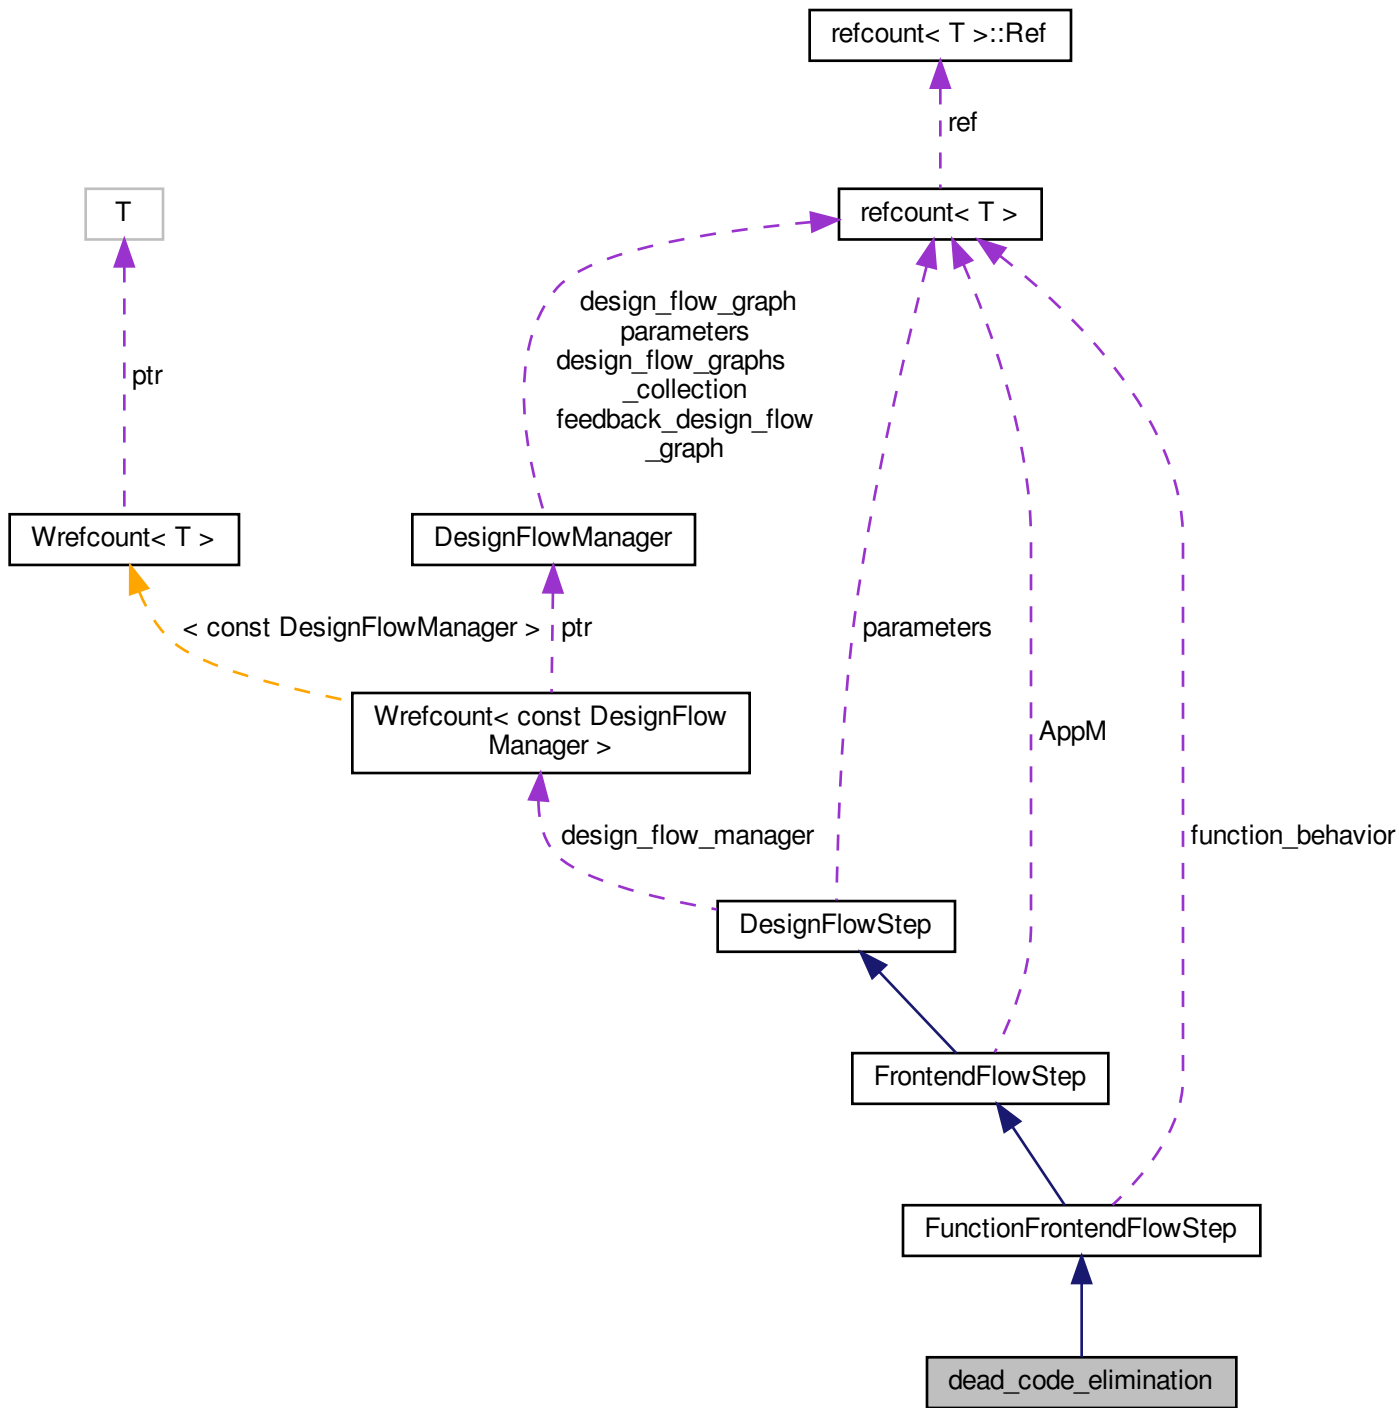 refcount< T >::Ref
ref
T
refcount< T >
design_flow_graph
parameters
design_flow_graphs
_collection
feedback_design_flow
_graph
ptr
Wrefcount< T >
DesignFlowManager
< const DesignFlowManager >
ptr
parameters
Wrefcount< const DesignFlow
Manager >
AppM
design_flow_manager
function_behavior
DesignFlowStep
FrontendFlowStep
FunctionFrontendFlowStep
dead_code_elimination